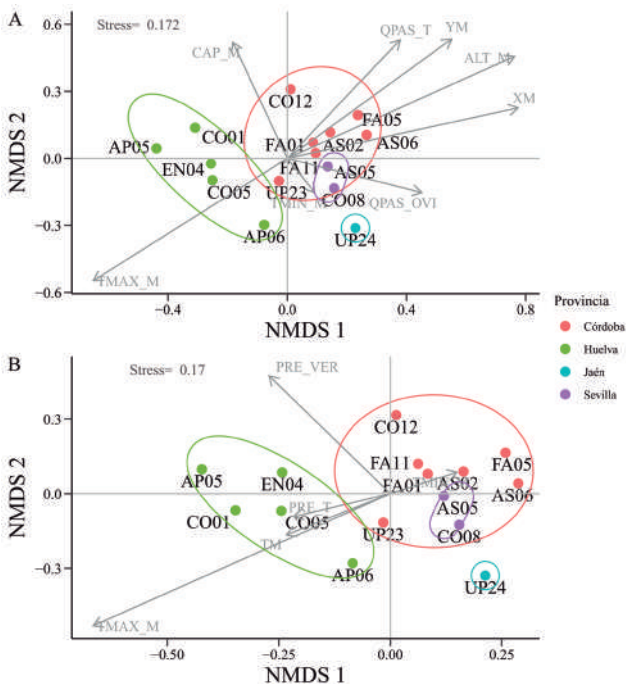 A
Stress= 0.172
QPAS_T
YM
CAP_M
ALT_M
XM
CO12
FA05
CO01
FA01
AS02
AS06
AP05
EN04
FA11
AS05
CO05
UP23
CO08
TMIN_M
QPAS_OVI
AP06
UP24
TMAX_M
0.6
0.3
0.0
−0.3
−0.6
NMDS 2
−0.4
0.0
0.4
0.8
NMDS 1
Provincia
Córdoba
Huelva
Jaén
Sevilla
B
Stress= 0.17
PRE_VER
CO12
FA11
FA05
AP05
EN04
FA01
AS02
AS06
AS05
CO01
CO05
PRE_T
UP23
CO08
TM
AP06
UP24
TMAX_M
0.3
0.0
−0.3
NMDS 2
−0.50
−0.25
0.00
0.25
NMDS 1